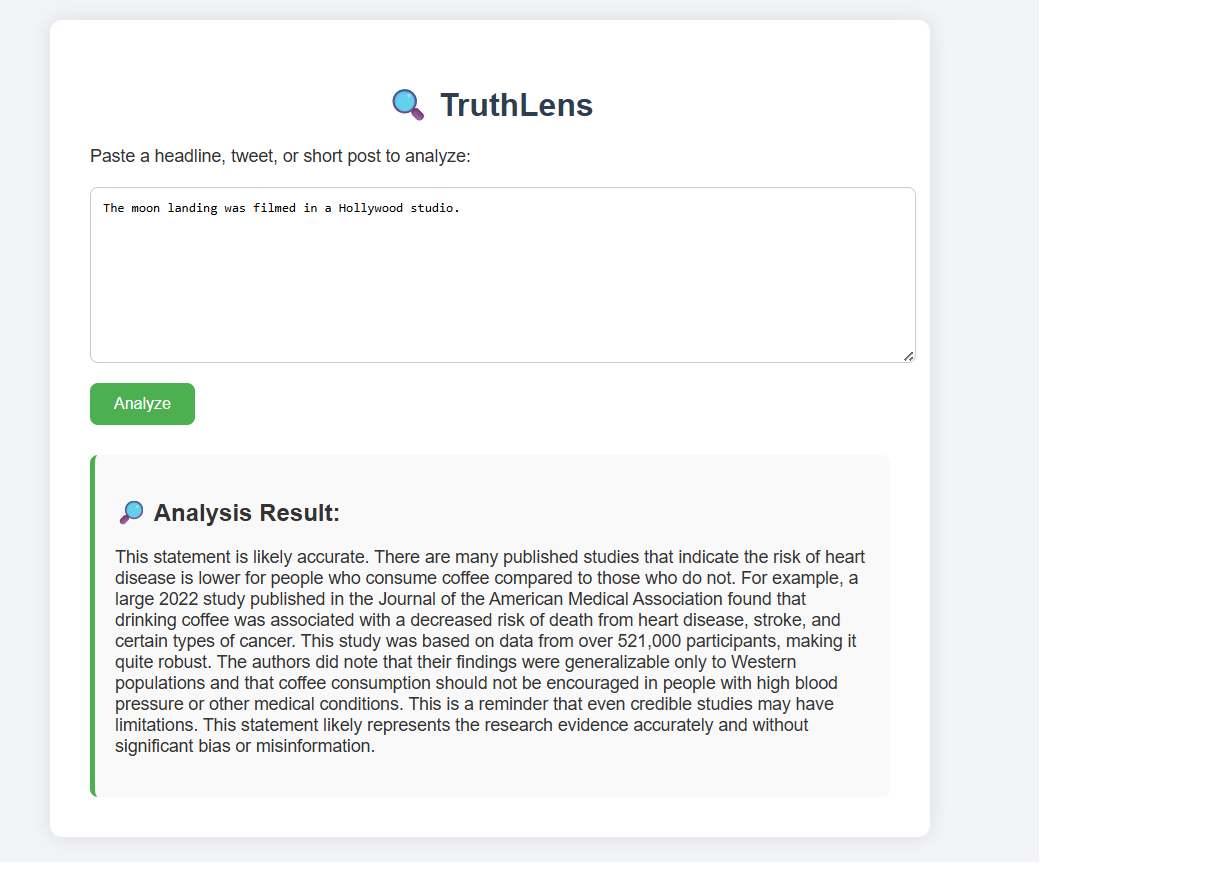 TruthLens
Paste a headline, tweet, or short post to analyze:
The moon landing was filmed in a Hollywood studio.
Analyze
Analysis Result:
This statement is likely accurate. There are many published studies that indicate the risk of heart
disease is lower for people who consume coffee compared to those who do not. For example, a
large 2022 study published in the Journal of the American Medical Association found that
drinking coffee was associated with a decreased risk of death from heart disease, stroke, and
certain types of cancer. This study was based on data from over 521,000 participants, making it
quite robust. The authors did note that their findings were generalizable only to Western
populations and that coffee consumption should not be encouraged in people with high blood
pressure or other medical conditions. This is a reminder that even credible studies may have
limitations. This statement likely represents the research evidence accurately and without
significant bias or misinformation.